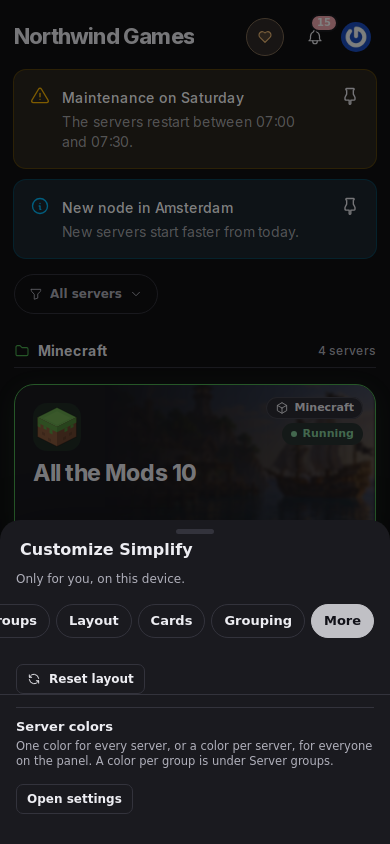 Northwind Games
15
Maintenance on Saturday
The servers restart between 07:00
and 07:30.
New node in Amsterdam
New servers start faster from today.
All servers
Minecraft
4 servers
Minecraft
Running
All the Mods 10
Customize Simplify
Only for you, on this device.
roups
Layout
Cards
Grouping
More
Reset layout
Server colors
One color for every server, or a color per server, for everyone
on the panel. A color per group is under Server groups.
Open settings